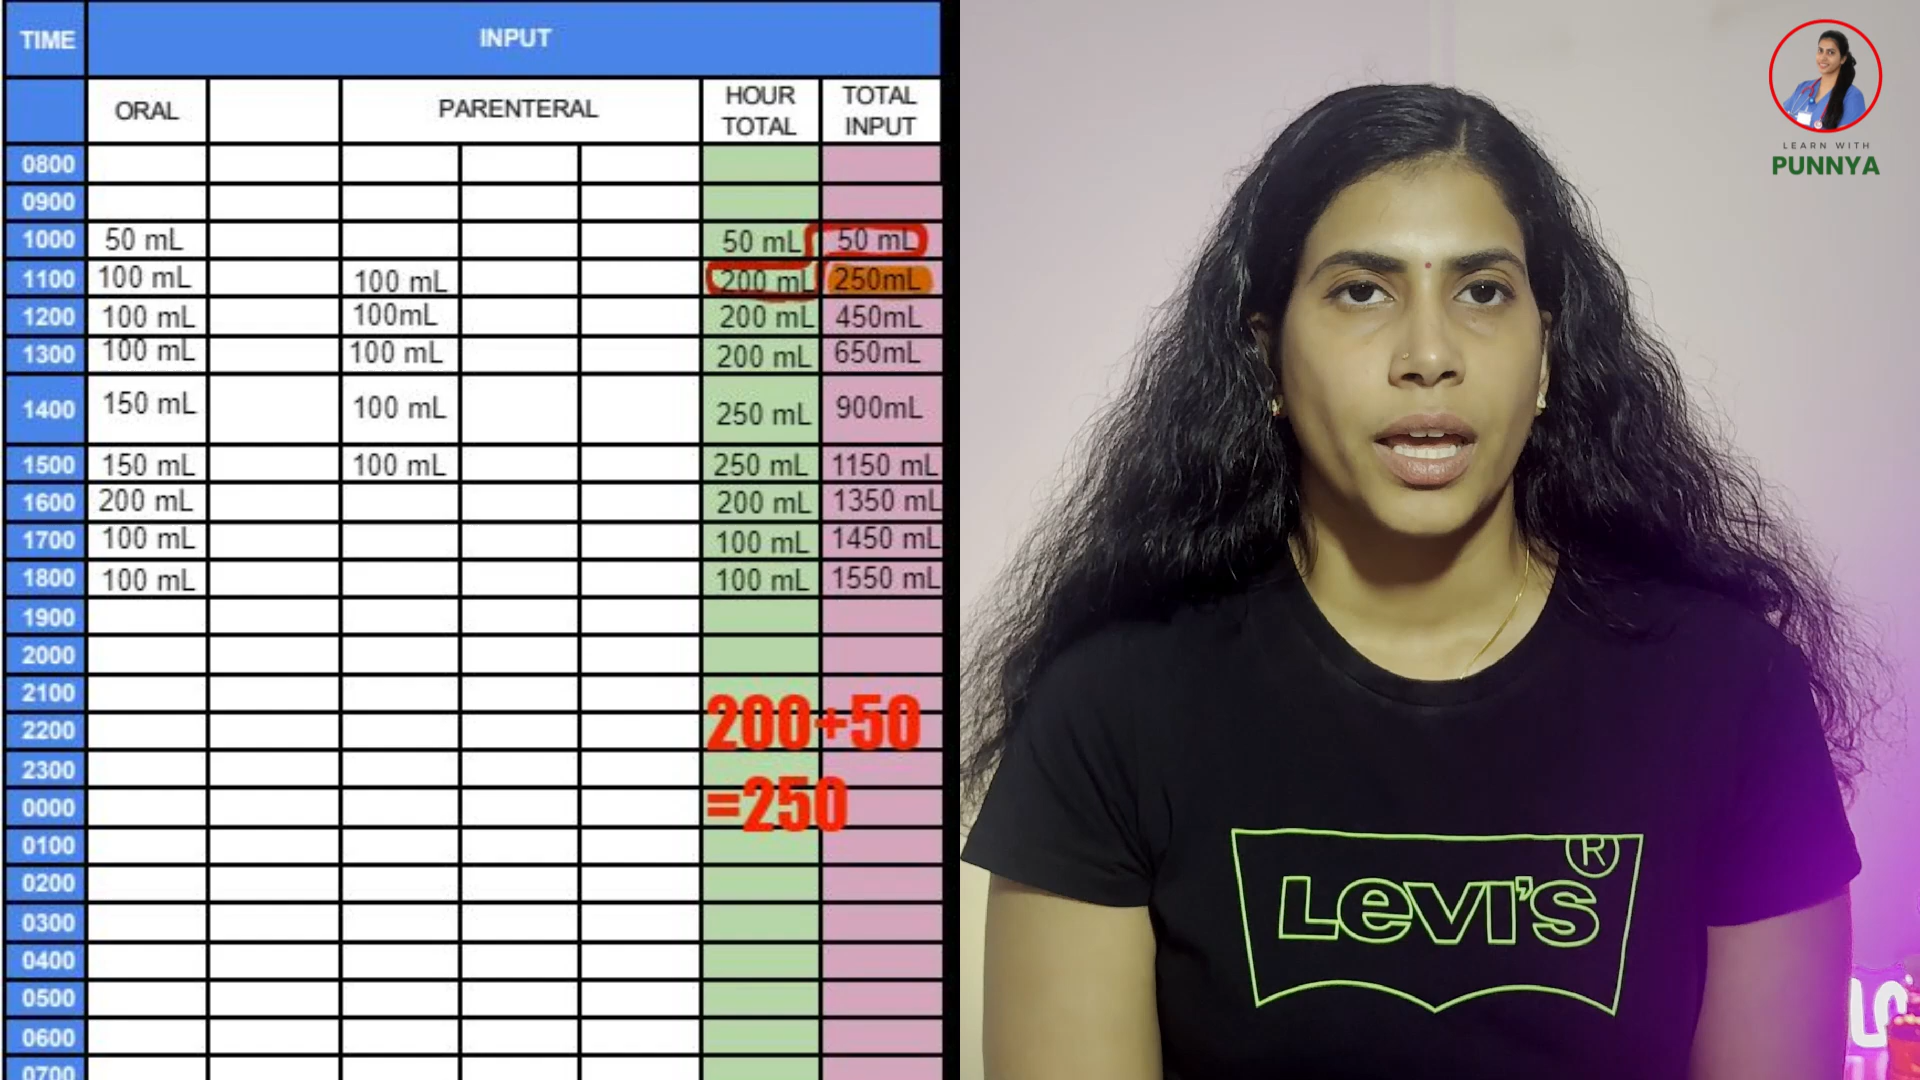 TIME INPUT
ORAL PARENTERAL HOUR TOTAL TOTAL INPUT
0800
0900
1000 50 mL 50 mL 50 mL
1100 100 mL 100 mL 200 mL 250mL
1200 100 mL 100mL 200 mL 450mL
1300 100 mL 100 mL 200 mL 650mL
1400 150 mL 100 mL 250 mL 900mL
1500 150 mL 100 mL 250 mL 1150 mL
1600 200 mL 200 mL 1350 mL
1700 100 mL 100 mL 1450 mL
1800 100 mL 100 mL 1550 mL
1900
2000
2100
2200
2300
0000
0100
0200
0300
0400
0500
0600
0700
200+50
=250
LEARN WITH
PUNNYA
LEVI'S
®